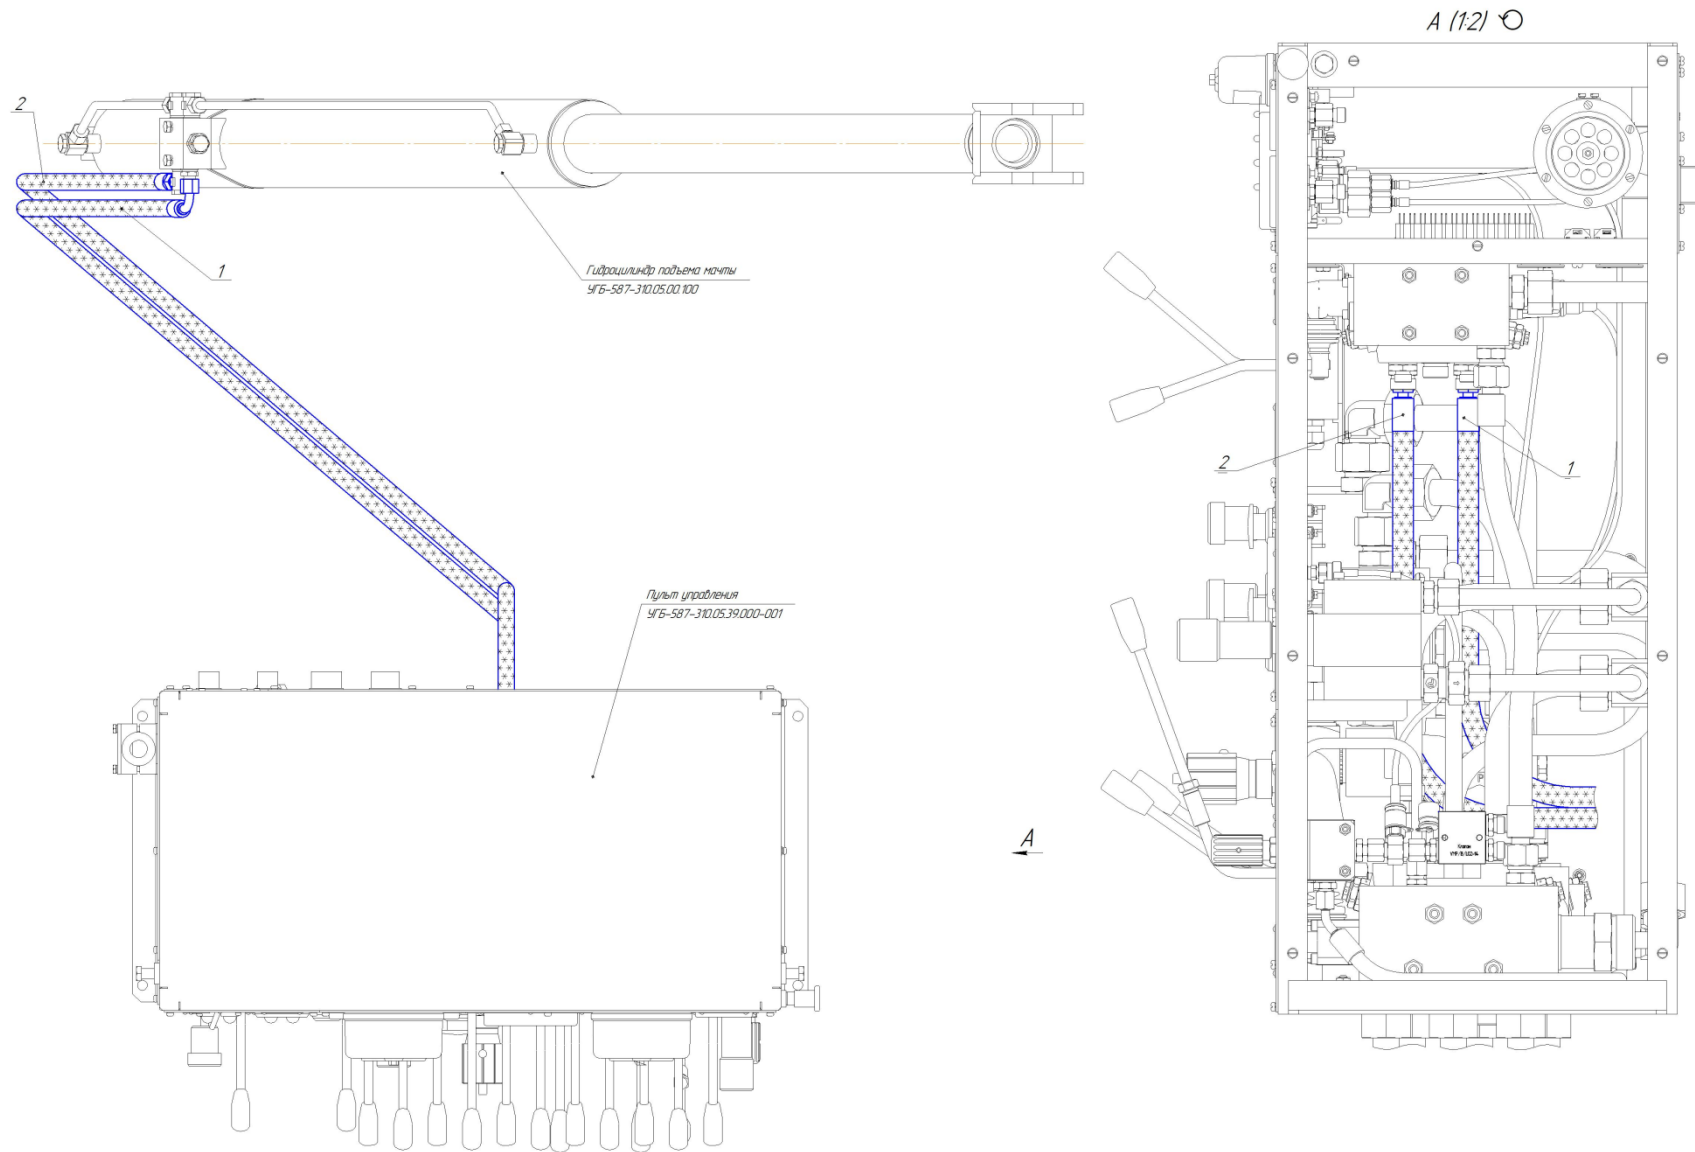 А (1:2)
2
1
Гидроцилиндр подъема мачты
УГБ-587-310.05.00.100
Пульт управления
УГБ-587-310.05.39.000-001
А
2
1